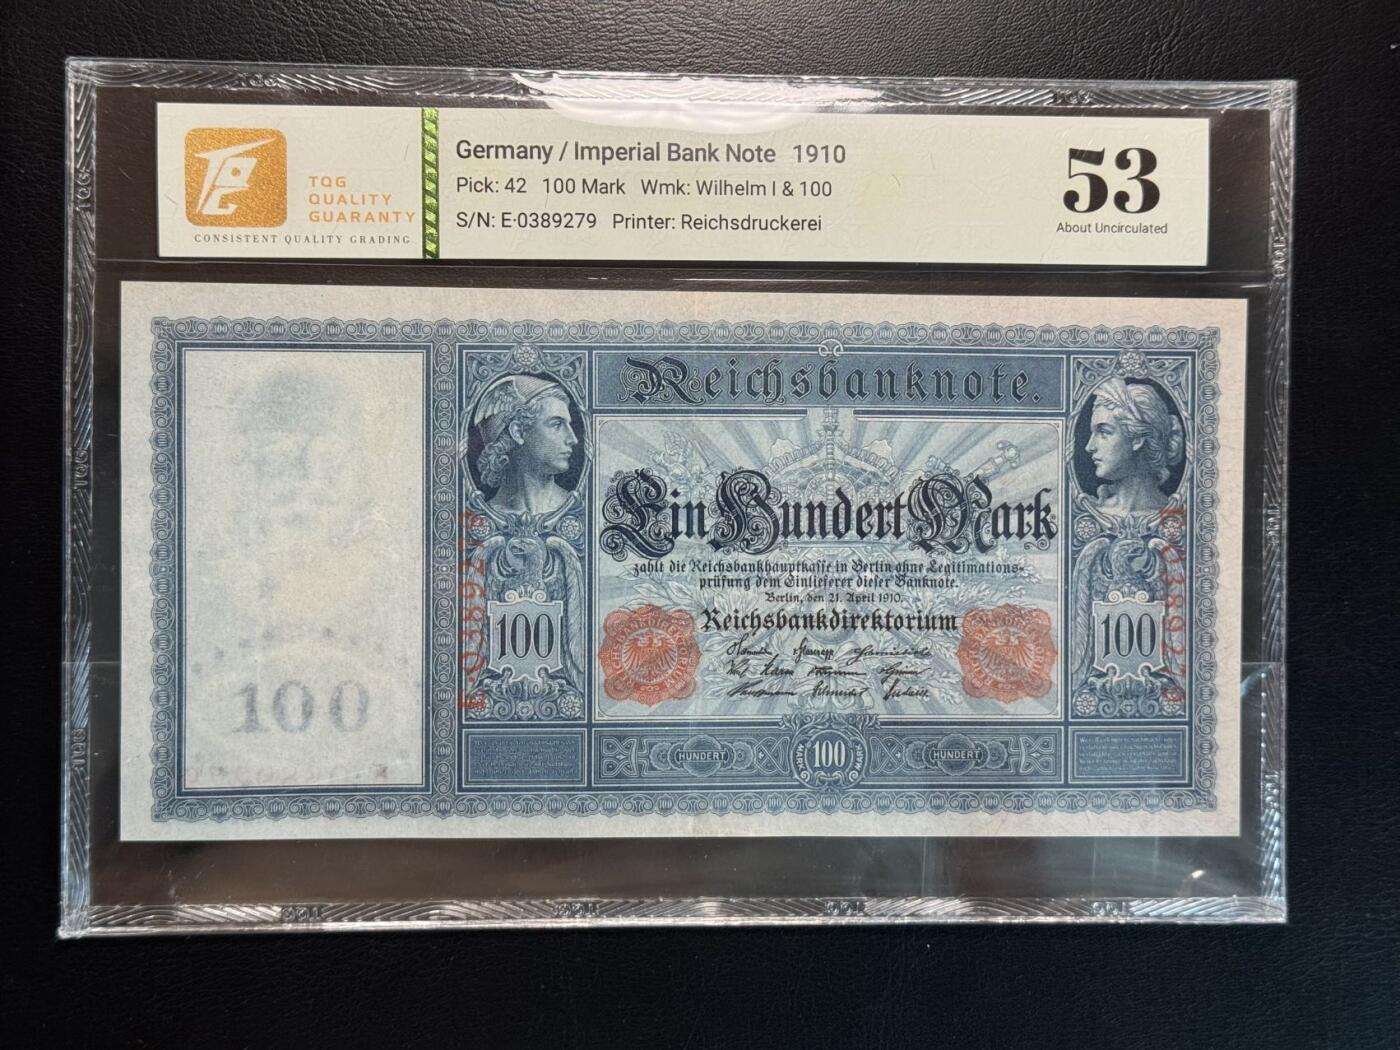 TQG
QUALITY
GUARANTY
CONSISTENT QUALITY GRADING
Germany / Imperial Bank Note 1910
Pick: 42 100 Mark Wmk: Wilhelm I & 100
S/N: E·0389279 Printer: Reichsdruckerei
53
About Uncirculated
Reichsbanknote.
Ein Hundert Mark
zahlt die Reichsbankhauptkasse in Berlin ohne Legitimations-
prüfung dem Einlieferer dieser Banknote.
Berlin, den 21. April 1910.
Reichsbankdirektorium
E·0389279
E·0389279
100
100
100
HUNDERT
MARK 100 MARK
HUNDERT